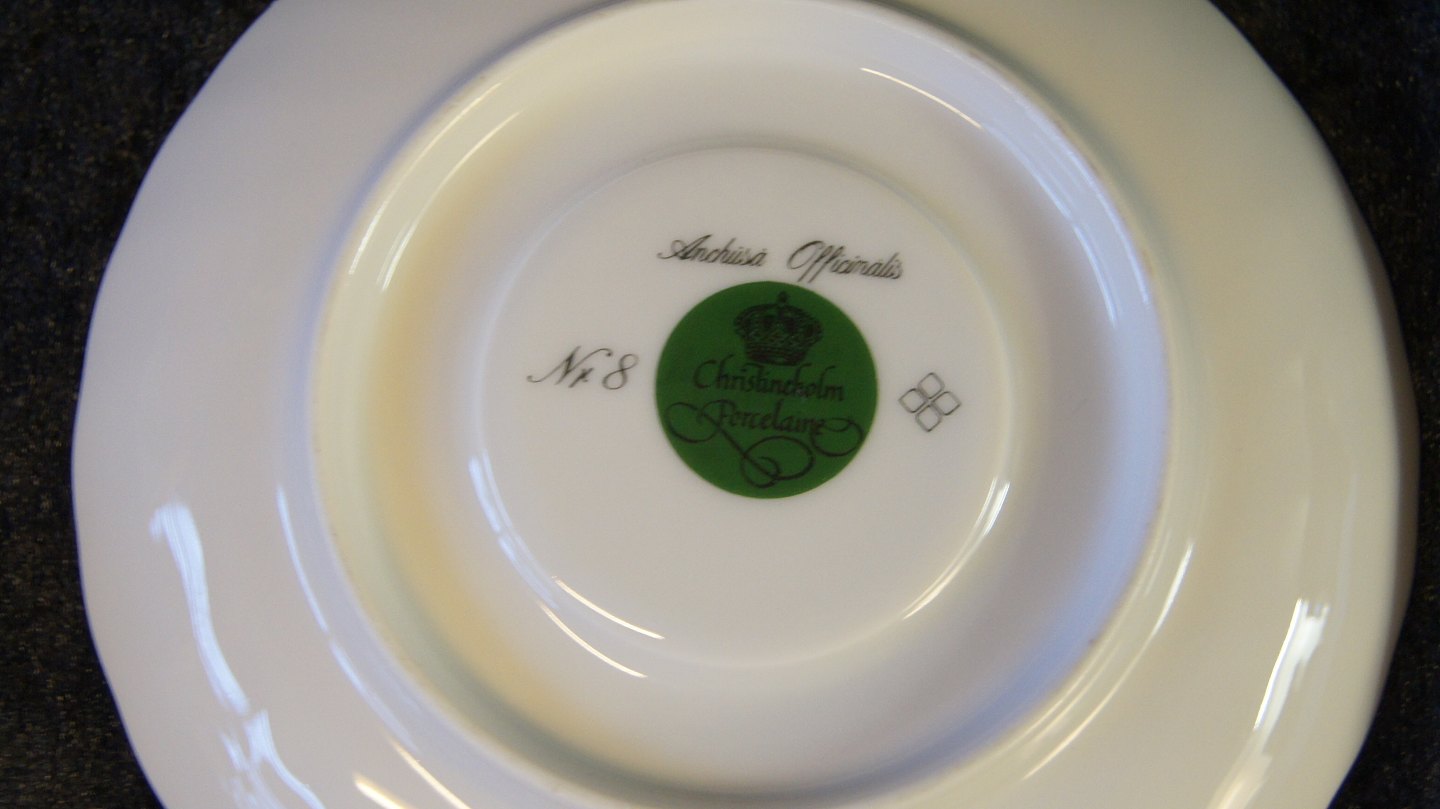 Anchusa Officinalis
Nr 8
Christineholm
Porcelaine